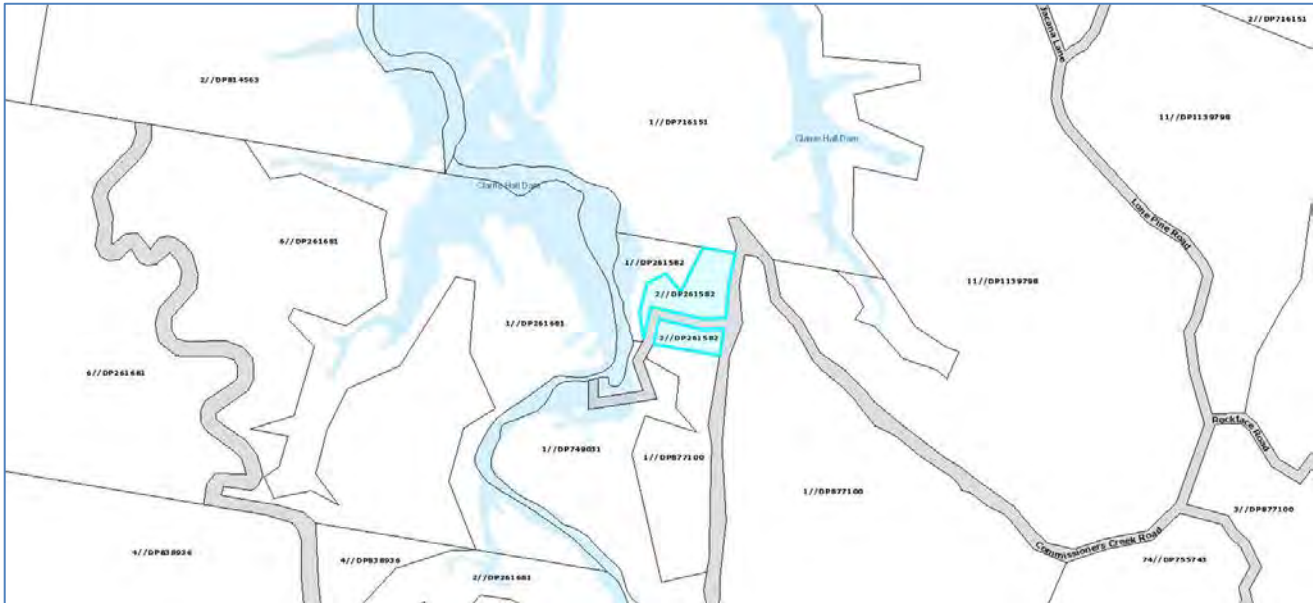 2//DP716151
Jacana Lane
2//DP814563
1//DP716151
11//DP1139798
Clarrie Hall Dam
Clarrie Hall Dam
Lone Pine Road
6//DP261681
1//DP261582
2//DP261582
11//DP1139798
1//DP261681
3//DP261582
6//DP261681
Rockface Road
1//DP749031
1//DP877100
1//DP877100
3//DP877100
Commissioners Creek Road
4//DP838936
4//DP838936
2//DP261681
74//DP755743